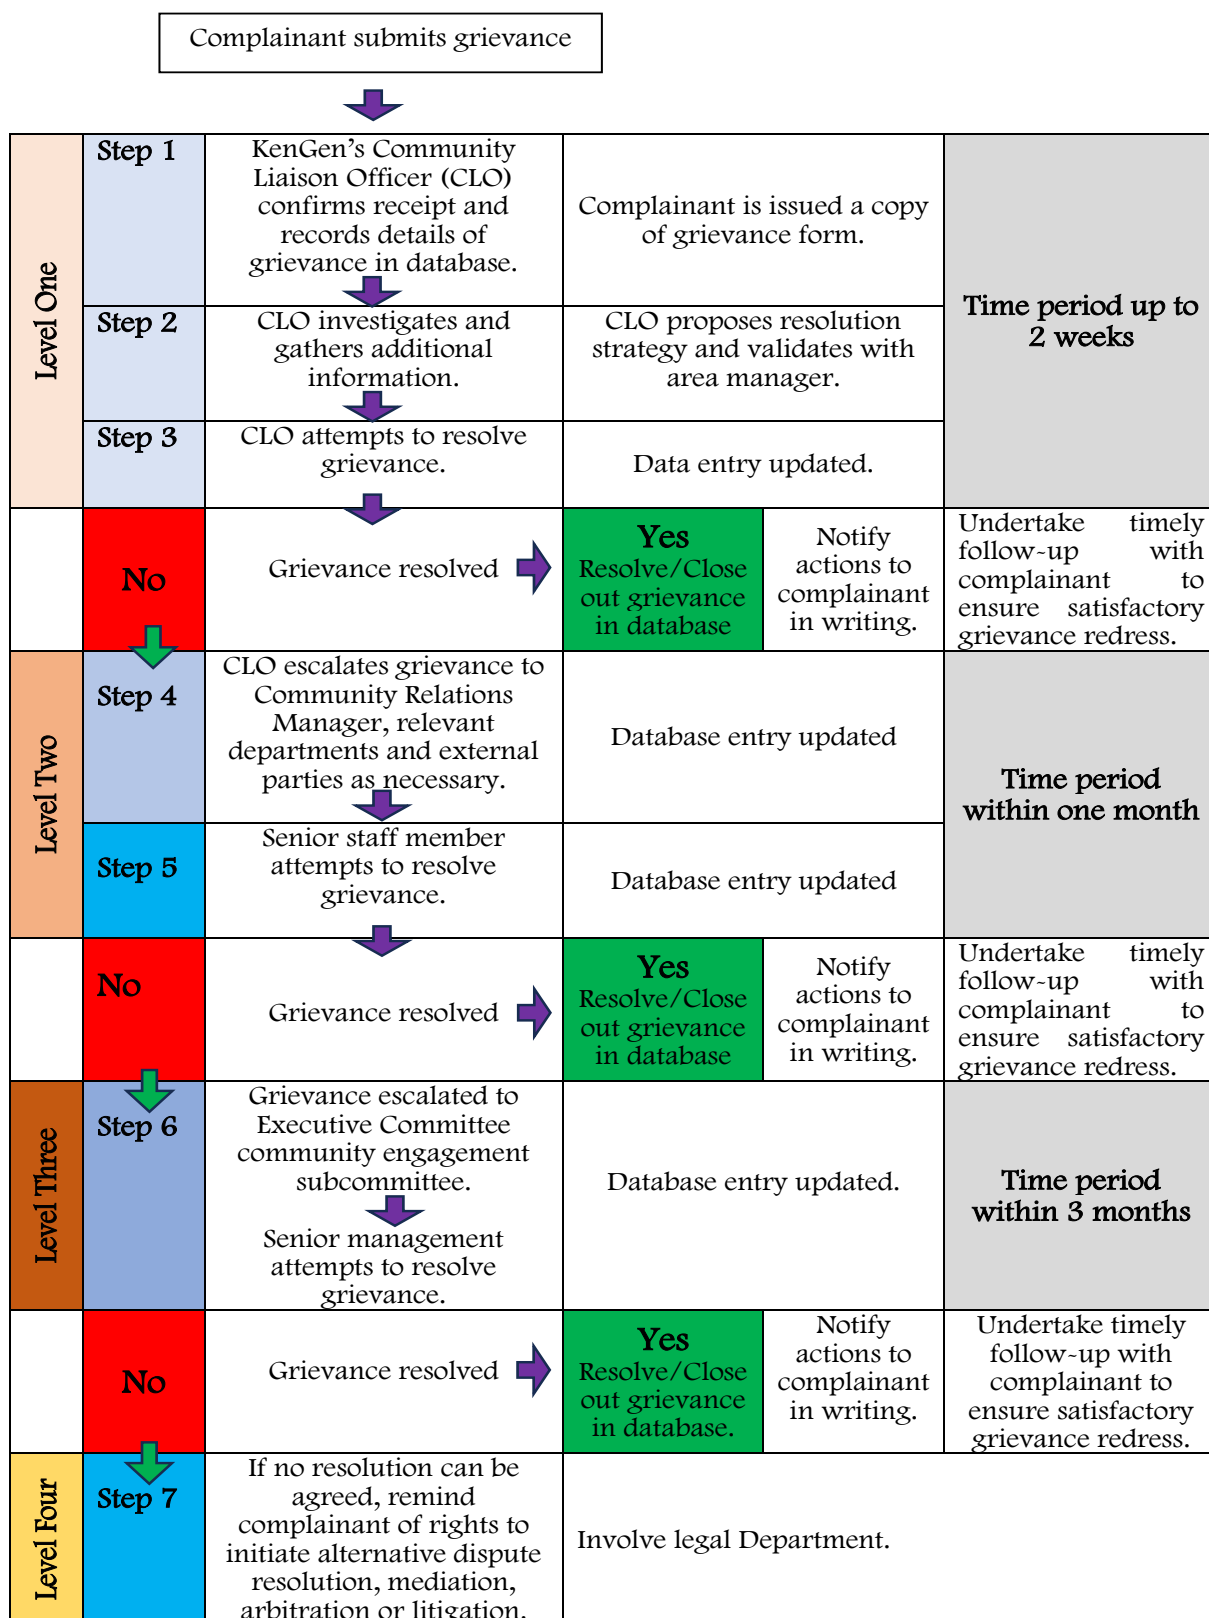 Complainant submits grievance
Level One
Step 1
KenGen's Community
Liaison Officer (CLO)
confirms receipt and
records details of
grievance in database.
Complainant is issued a copy
of grievance form.
Time period up to
2 weeks
Step 2
CLO investigates and
gathers additional
information.
CLO proposes resolution
strategy and validates with
area manager.
Step 3
CLO attempts to resolve
grievance.
Data entry updated.
No
Grievance resolved
Yes
Resolve/Close
out grievance
in database
Notify
actions to
complainant
in writing.
Undertake timely
follow-up with
complainant to
ensure satisfactory
grievance redress.
Level Two
Step 4
CLO escalates grievance to
Community Relations
Manager, relevant
departments and external
parties as necessary.
Database entry updated
Time period
within one month
Step 5
Senior staff member
attempts to resolve
grievance.
Database entry updated
No
Grievance resolved
Yes
Resolve/Close
out grievance
in database
Notify
actions to
complainant
in writing.
Undertake timely
follow-up with
complainant to
ensure satisfactory
grievance redress.
Level Three
Step 6
Grievance escalated to
Executive Committee
community engagement
subcommittee.
Senior management
attempts to resolve
grievance.
Database entry updated.
Time period
within 3 months
No
Grievance resolved
Yes
Resolve/Close
out grievance
in database.
Notify
actions to
complainant
in writing.
Undertake timely
follow-up with
complainant to
ensure satisfactory
grievance redress.
Level Four
Step 7
If no resolution can be
agreed, remind
complainant of rights to
initiate alternative dispute
resolution, mediation,
arbitration or litigation.
Involve legal Department.